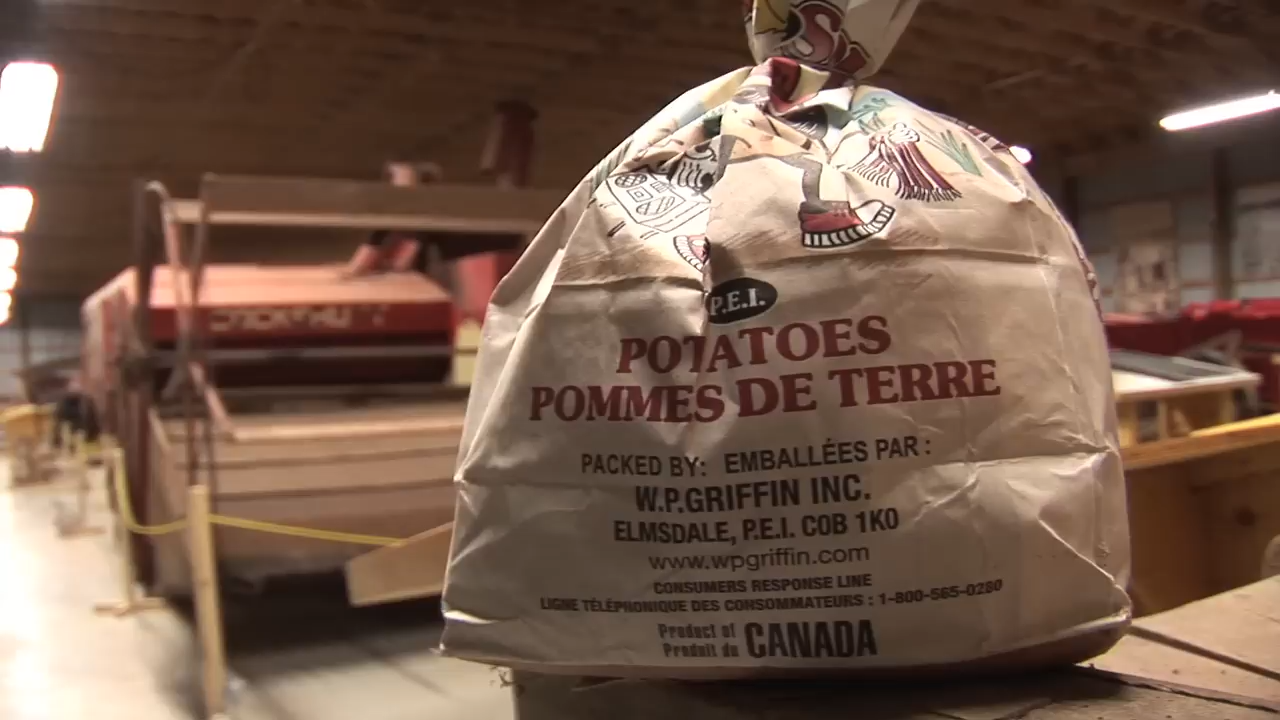 P.E.I.
POTATOES
POMMES DE TERRE
PACKED BY: EMBALLÉES PAR :
W.P.GRIFFIN INC.
ELMSDALE, P.E.I. C0B 1K0
www.wpgriffin.com
CONSUMERS RESPONSE LINE
LIGNE TÉLÉPHONIQUE DES CONSOMMATEURS : 1-800-565-0280
Product of
Produit du CANADA